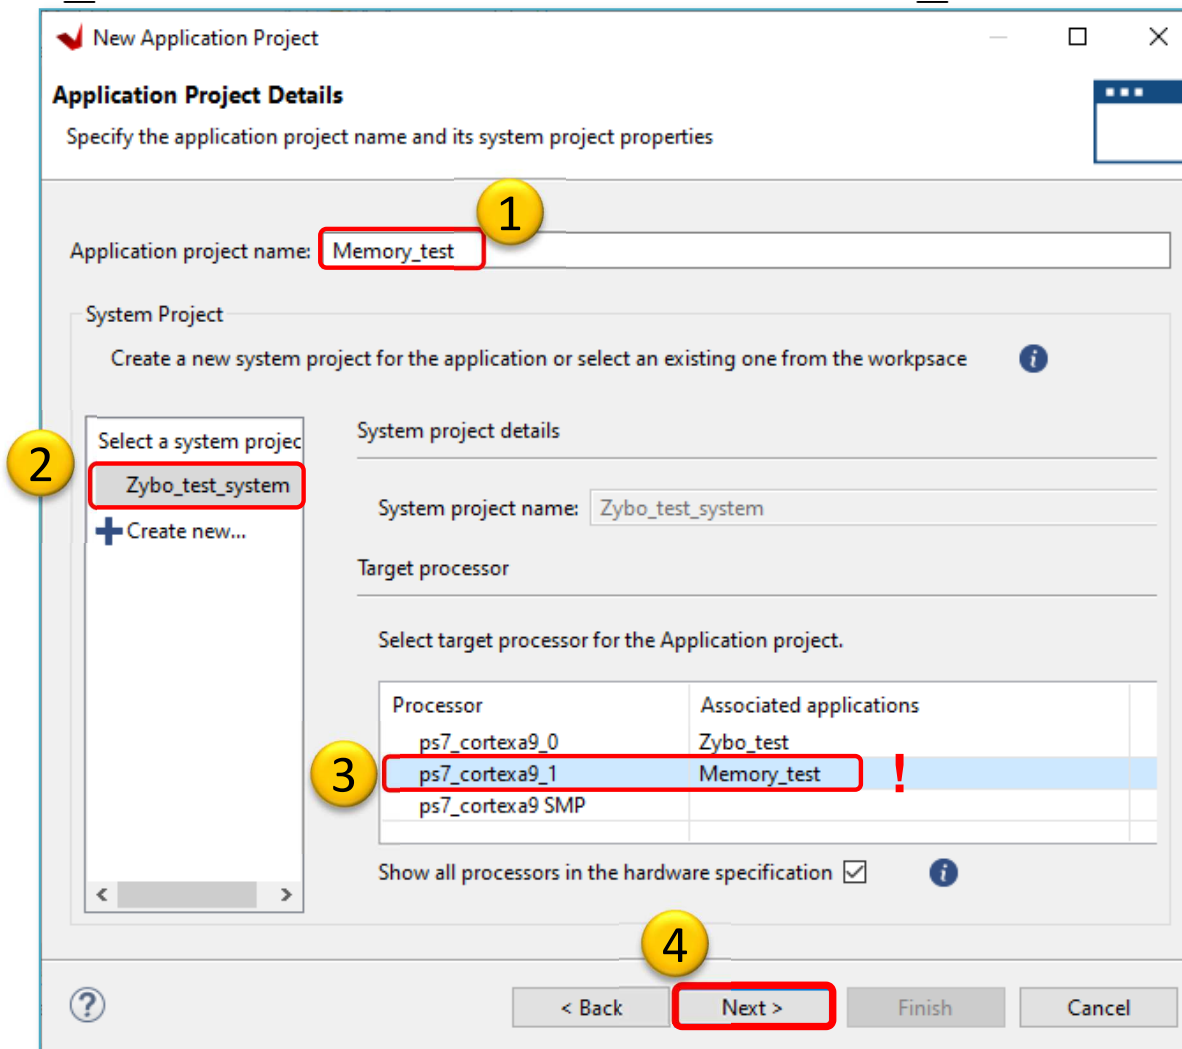 New Application Project
Application Project Details
Specify the application project name and its system project properties
1
Application project name: Memory_test
System Project
Create a new system project for the application or select an existing one from the workpsace
2
Select a system projec
Zybo_test_system
Create new...
System project details
System project name: Zybo_test_system
Target processor
Select target processor for the Application project.
Processor Associated applications
ps7_cortexa9_0 Zybo_test
3 ps7_cortexa9_1 Memory_test !
ps7_cortexa9 SMP
Show all processors in the hardware specification
4
< Back Next > Finish Cancel